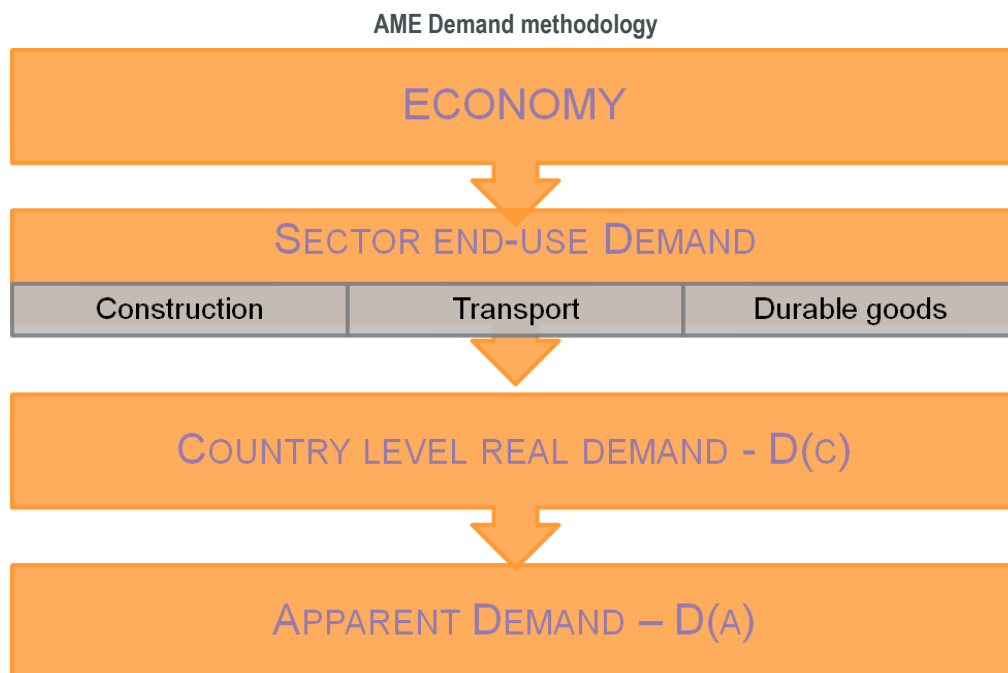 AME Demand methodology
ECONOMY
SECTOR END-USE DEMAND
Construction Transport Durable goods
COUNTRY LEVEL REAL DEMAND - D(C)
APPARENT DEMAND – D(A)